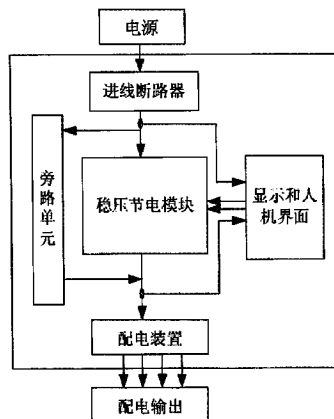 电源
进线断路器
旁路单元
稳压节电模块
显示和人
机界面
配电装置
配电输出